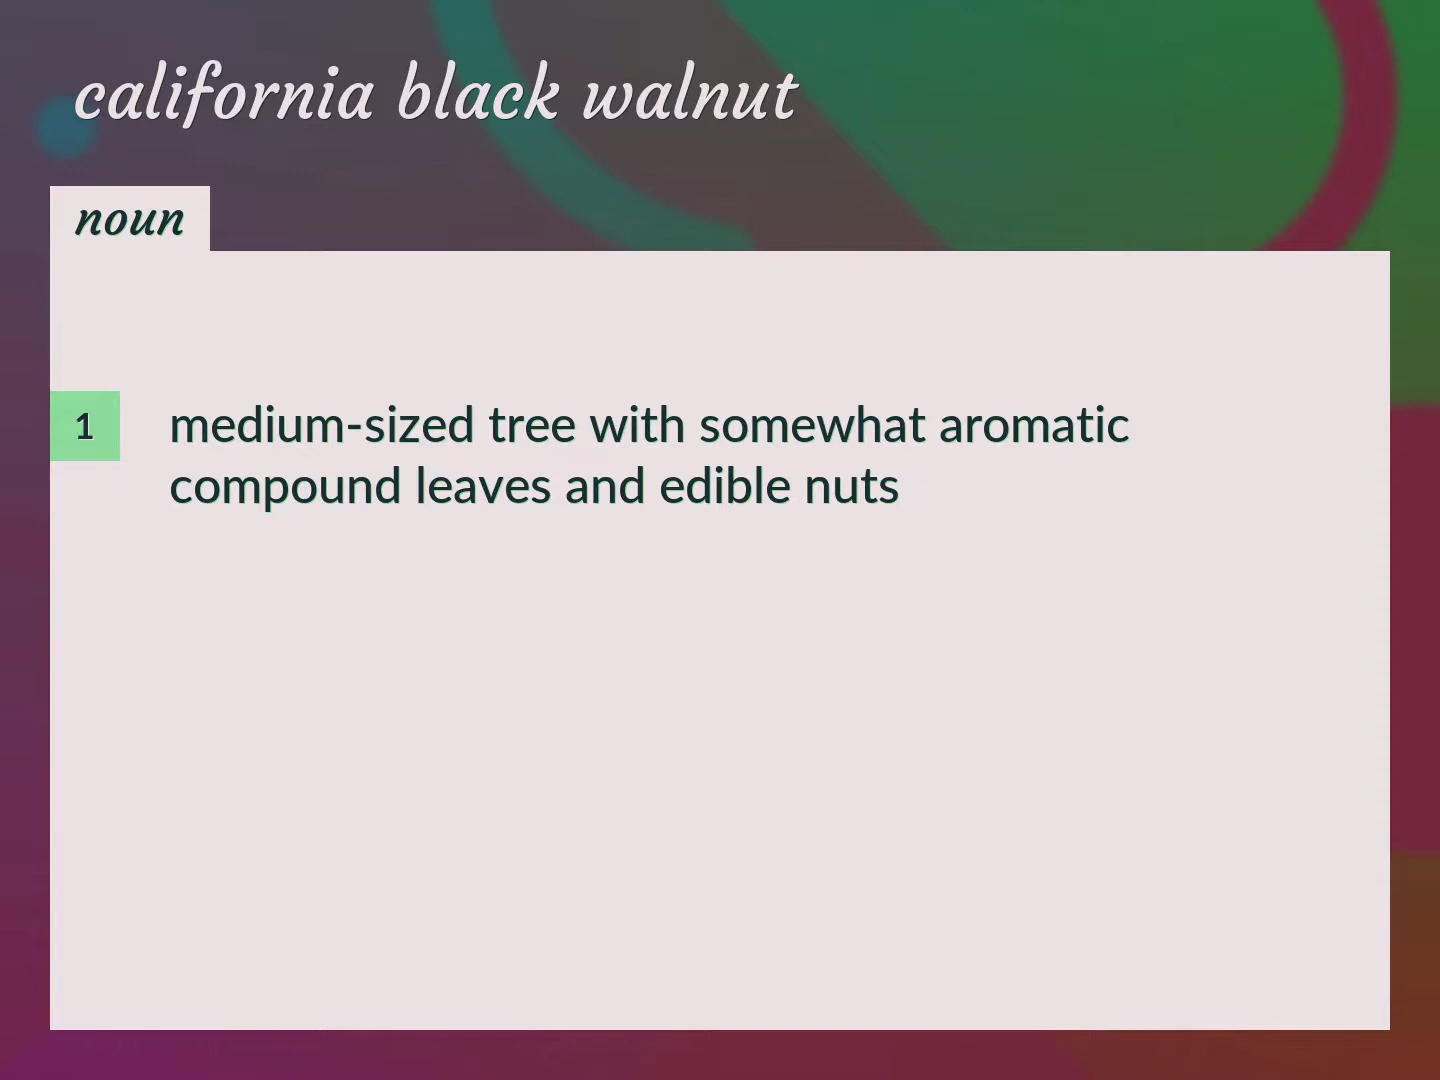 california black walnut
noun
1
medium-sized tree with somewhat aromatic
compound leaves and edible nuts